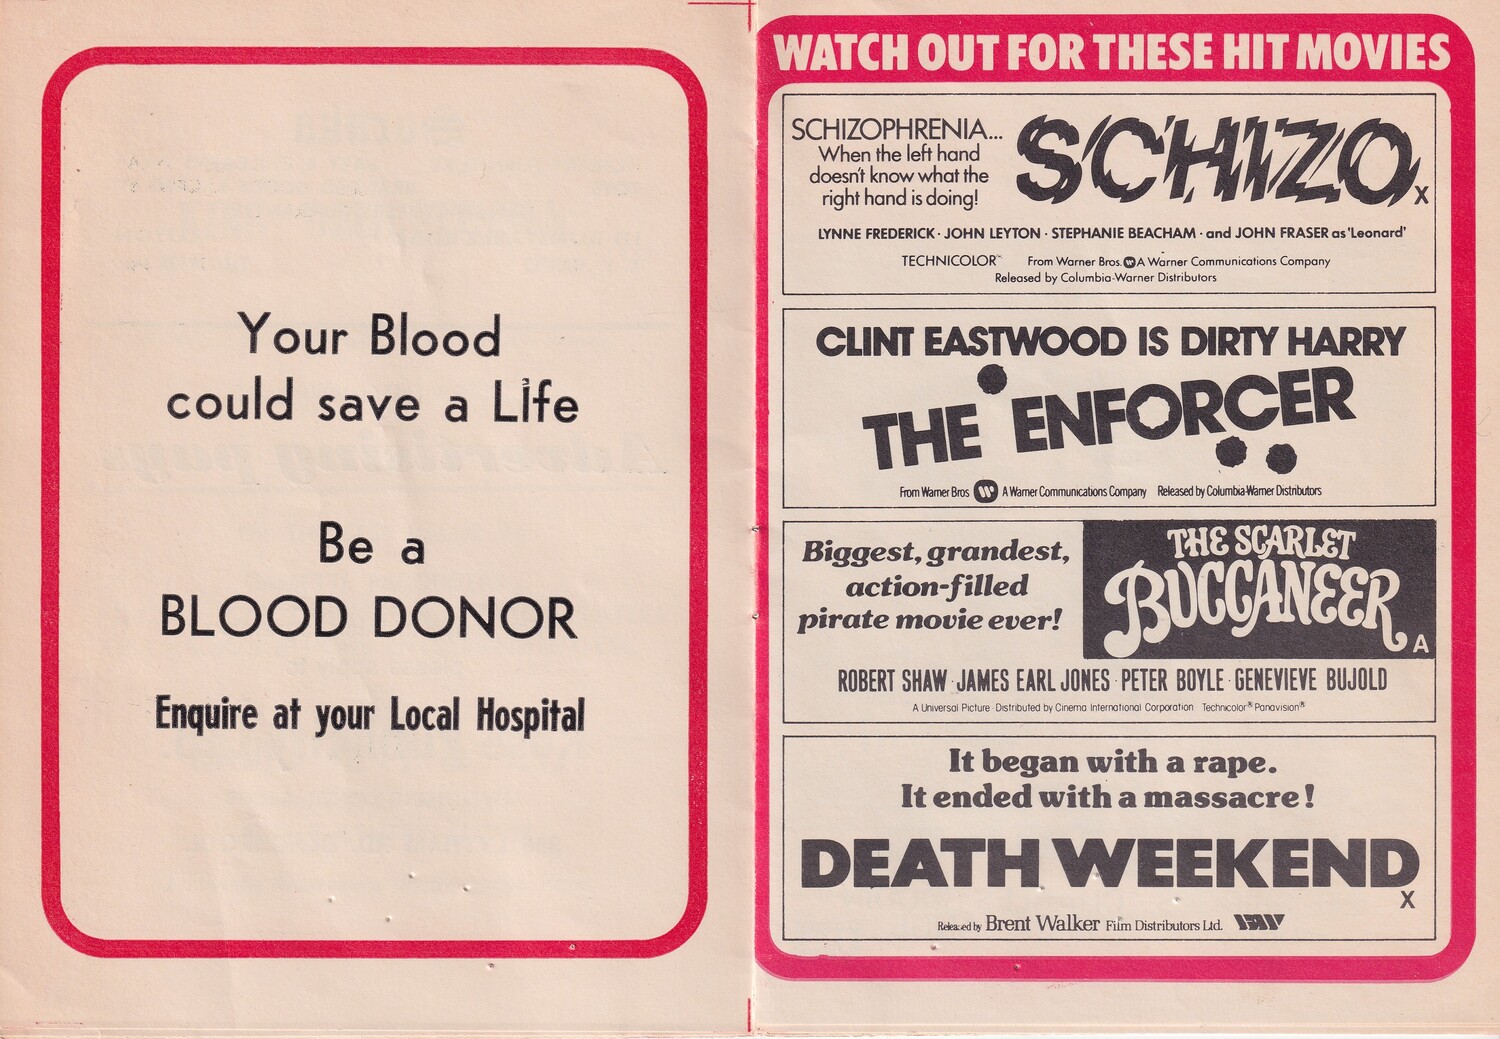 Your Blood
could save a Life
Be a
BLOOD DONOR
Enquire at your Local Hospital
WATCH OUT FOR THESE HIT MOVIES
SCHIZOPHRENIA...
When the left hand
doesn't know what the
right hand is doing!
SCHIZO X
LYNNE FREDERICK · JOHN LEYTON · STEPHANIE BEACHAM · and JOHN FRASER as 'Leonard'
TECHNICOLOR™ From Warner Bros. A Warner Communications Company
Released by Columbia-Warner Distributors
CLINT EASTWOOD IS DIRTY HARRY
THE ENFORCER
From Warner Bros A Warner Communications Company Released by Columbia-Warner Distributors
Biggest, grandest,
action-filled
pirate movie ever!
THE SCARLET
BUCCANEER A
ROBERT SHAW · JAMES EARL JONES · PETER BOYLE · GENEVIEVE BUJOLD
A Universal Picture · Distributed by Cinema International Corporation Technicolor® Panavision®
It began with a rape.
It ended with a massacre!
DEATH WEEKEND X
Released by Brent Walker Film Distributors Ltd.